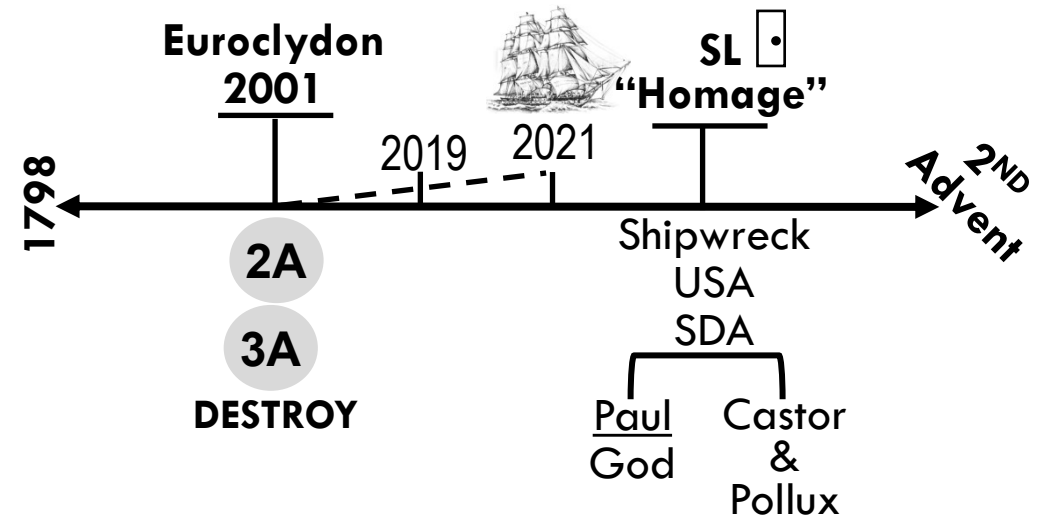 Euroclydon
2001
2019
2021
SL
“Homage”
1798
2ND
Advent
2A
3A
DESTROY
Shipwreck
USA
SDA
Paul
God
Castor
&
Pollux